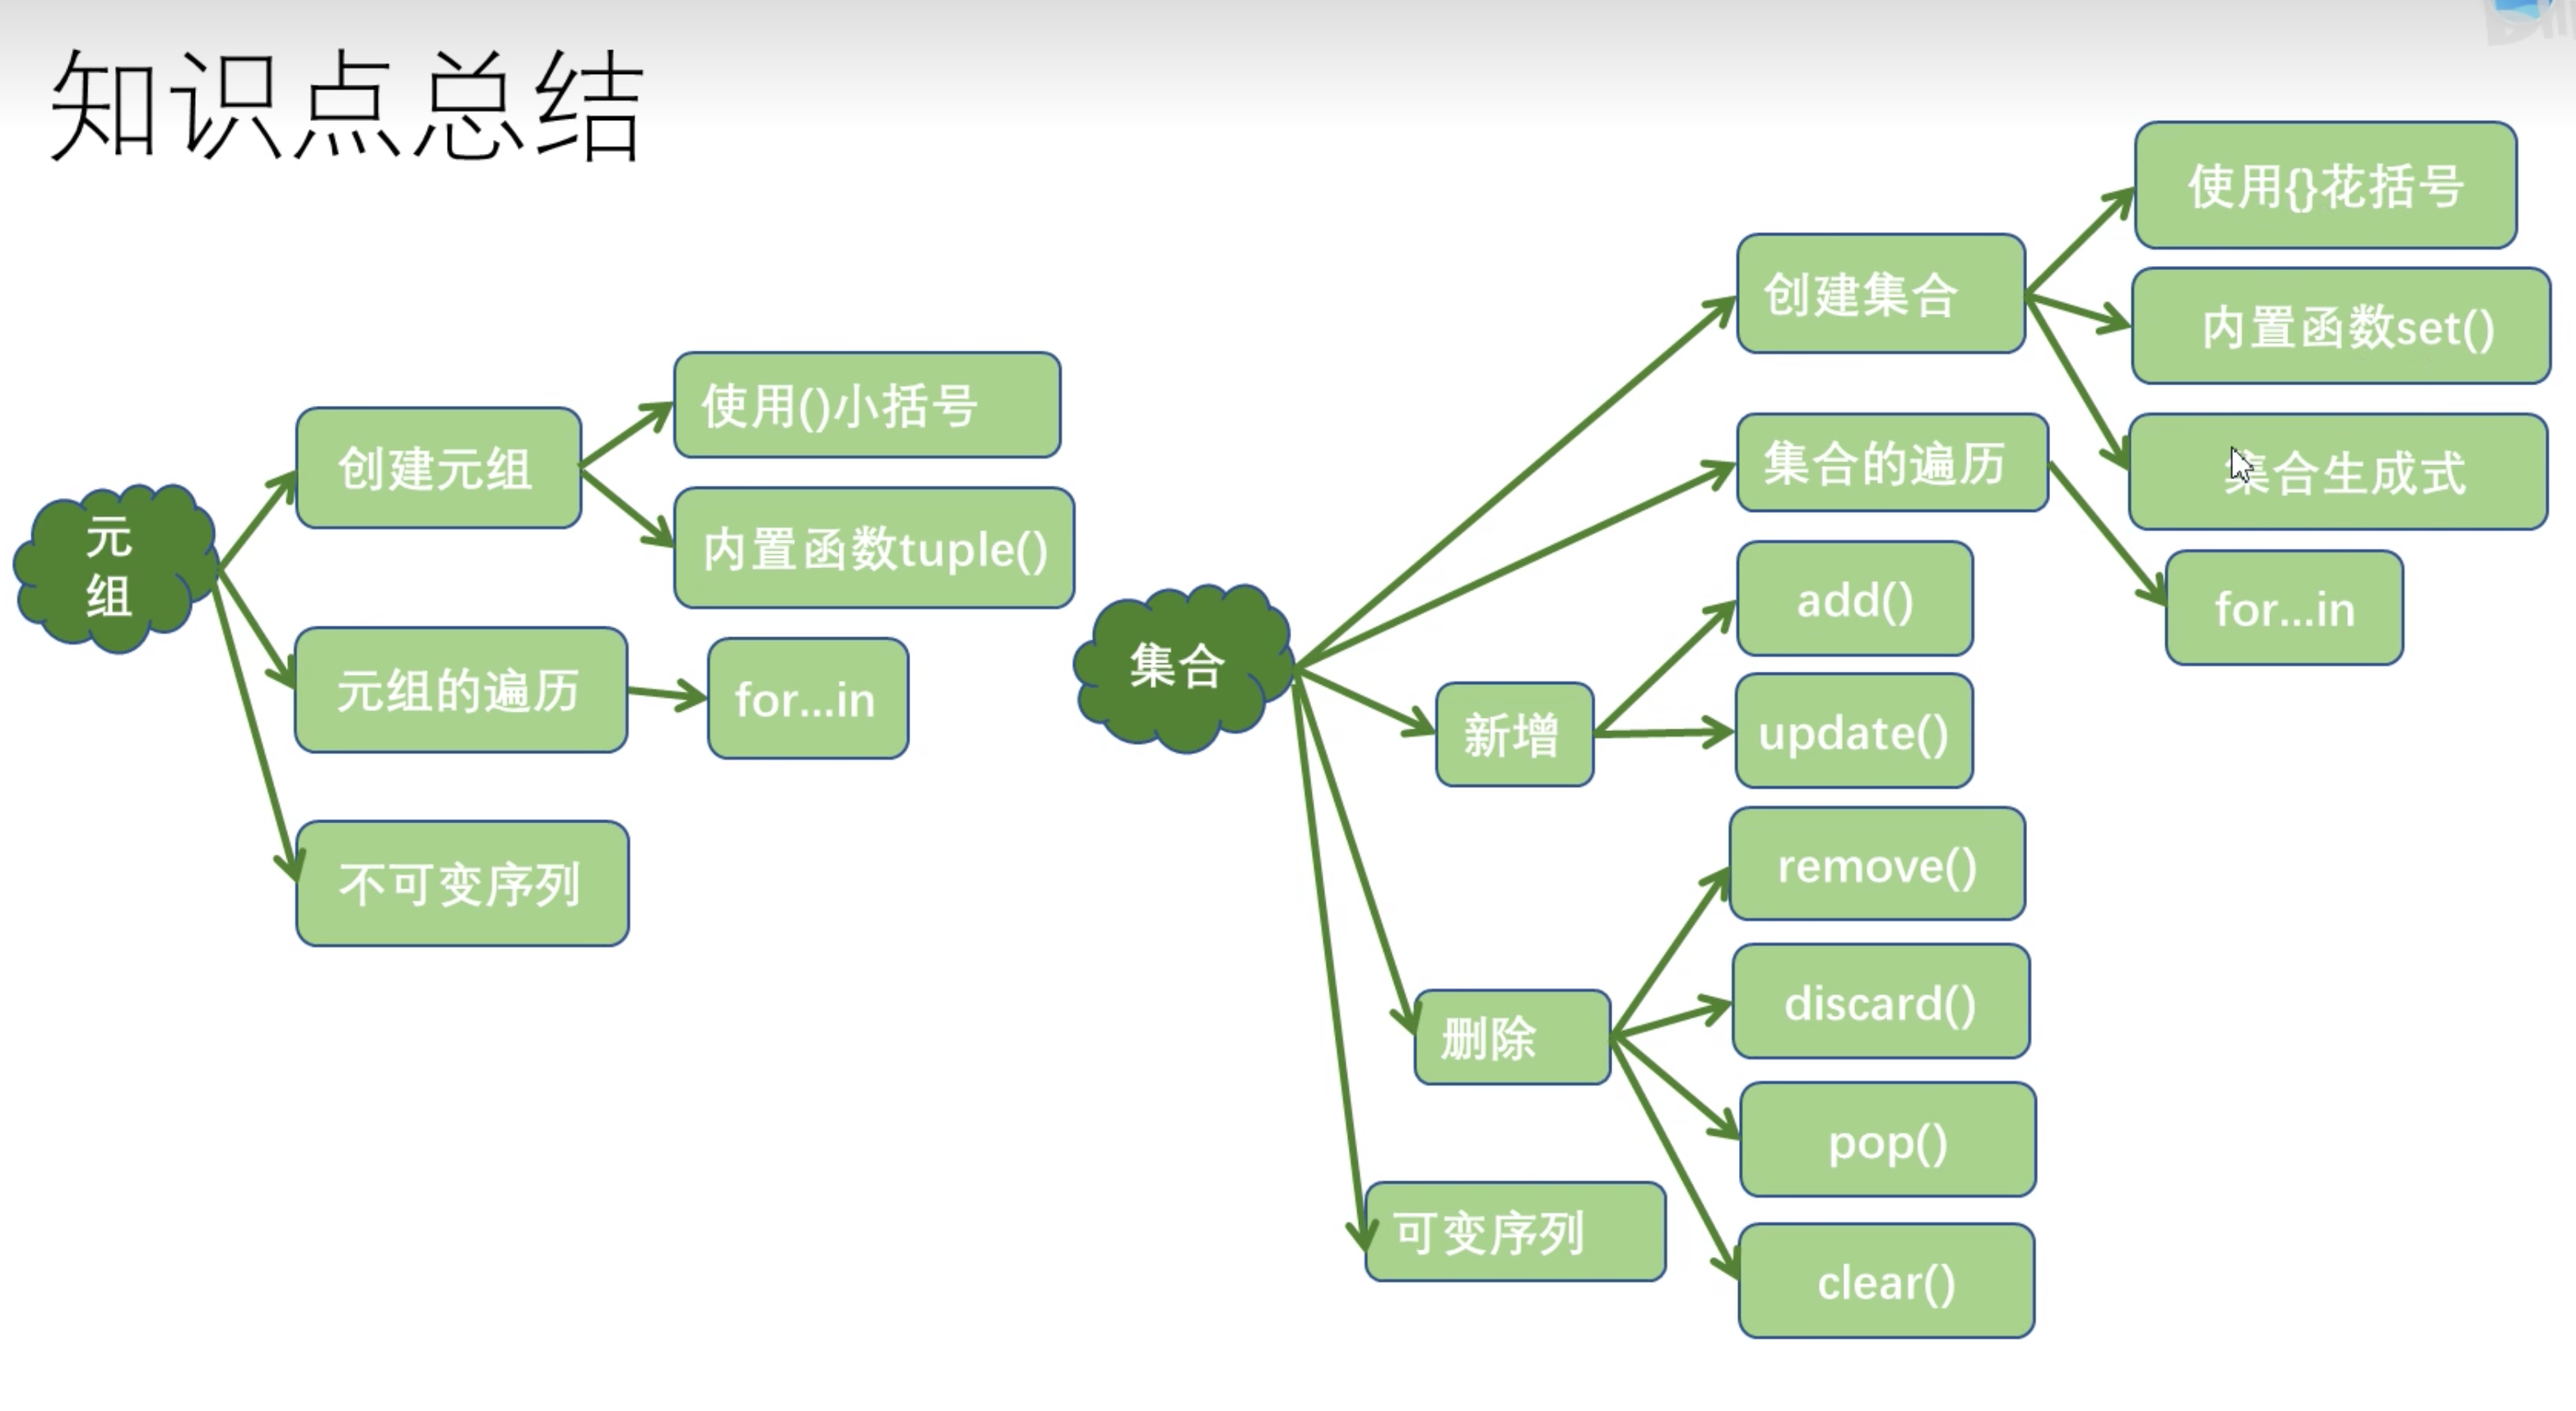 知识点总结
元
组
创建元组
使用()小括号
内置函数tuple()
元组的遍历
for...in
不可变序列
集合
创建集合
使用{}花括号
内置函数set()
集合生成式
集合的遍历
for...in
新增
add()
update()
删除
remove()
discard()
pop()
clear()
可变序列